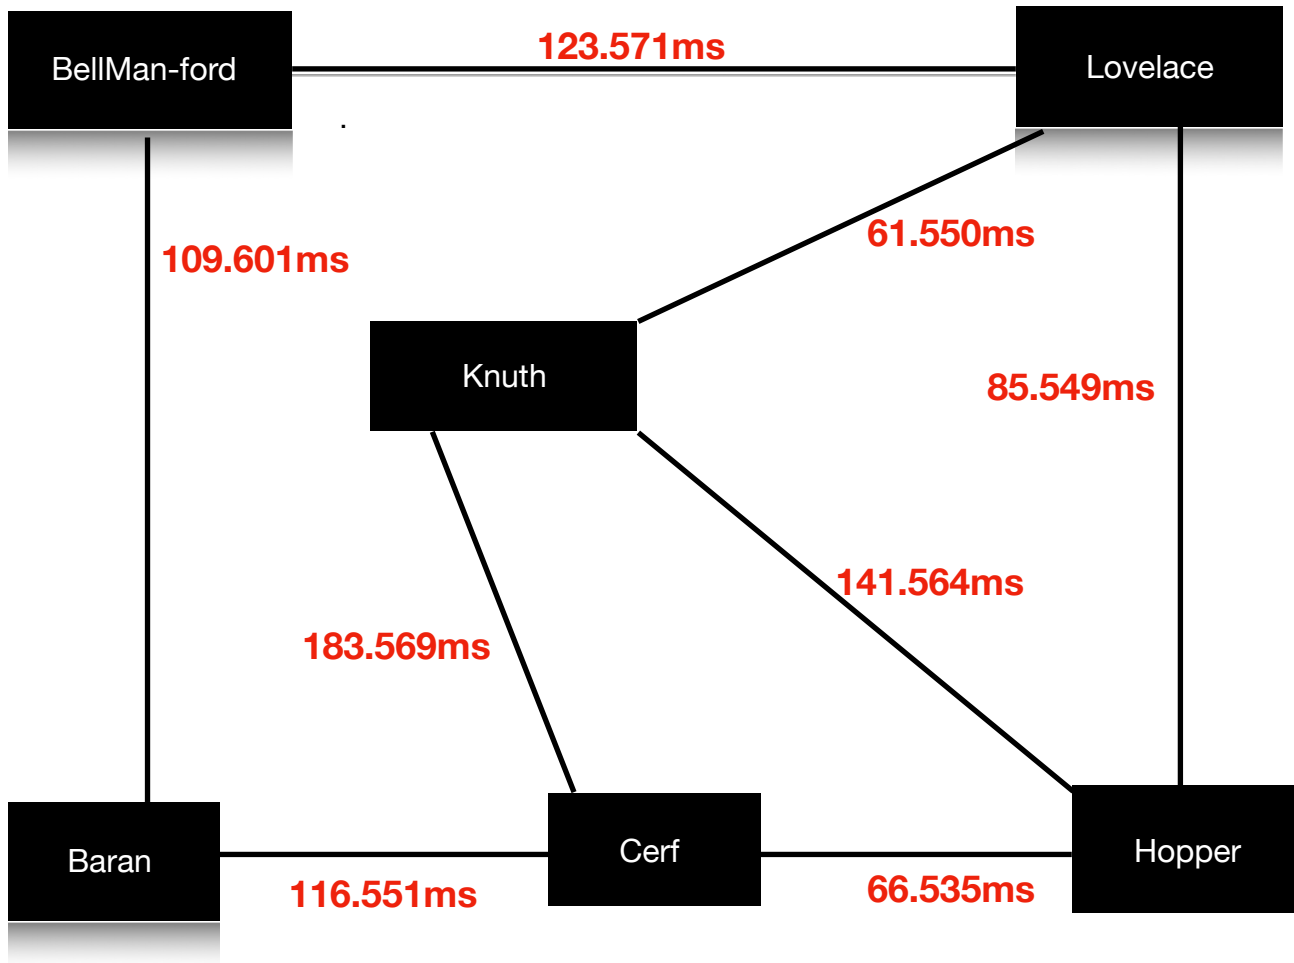 BellMan-ford
123.571ms
Lovelace
.
109.601ms
61.550ms
Knuth
85.549ms
141.564ms
183.569ms
Baran
116.551ms
Cerf
66.535ms
Hopper